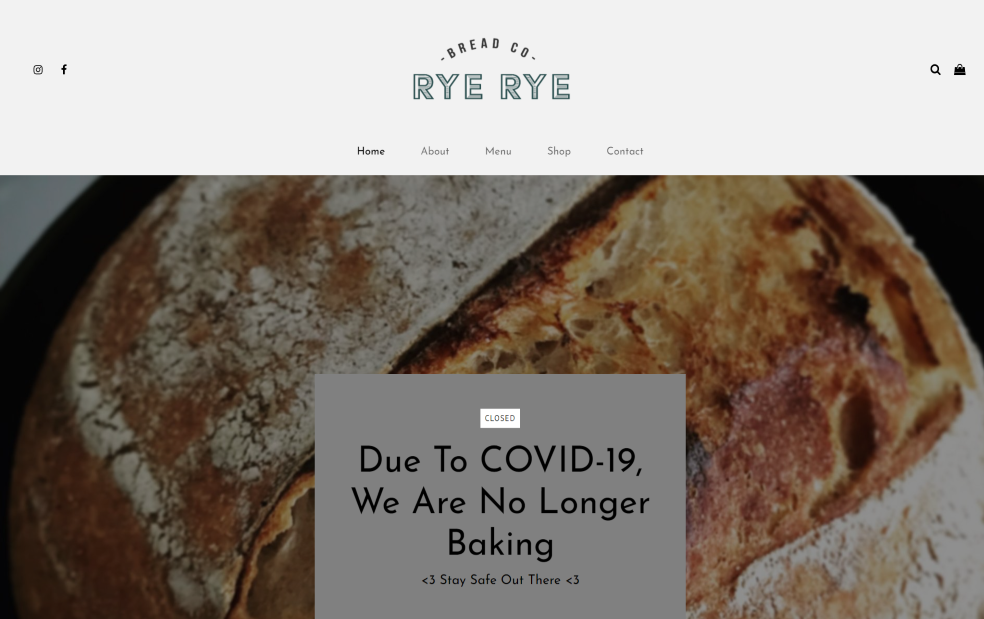 -BREAD CO-
RYE RYE
Home About Menu Shop Contact
CLOSED
Due To COVID-19,
We Are No Longer
Baking
<3 Stay Safe Out There <3